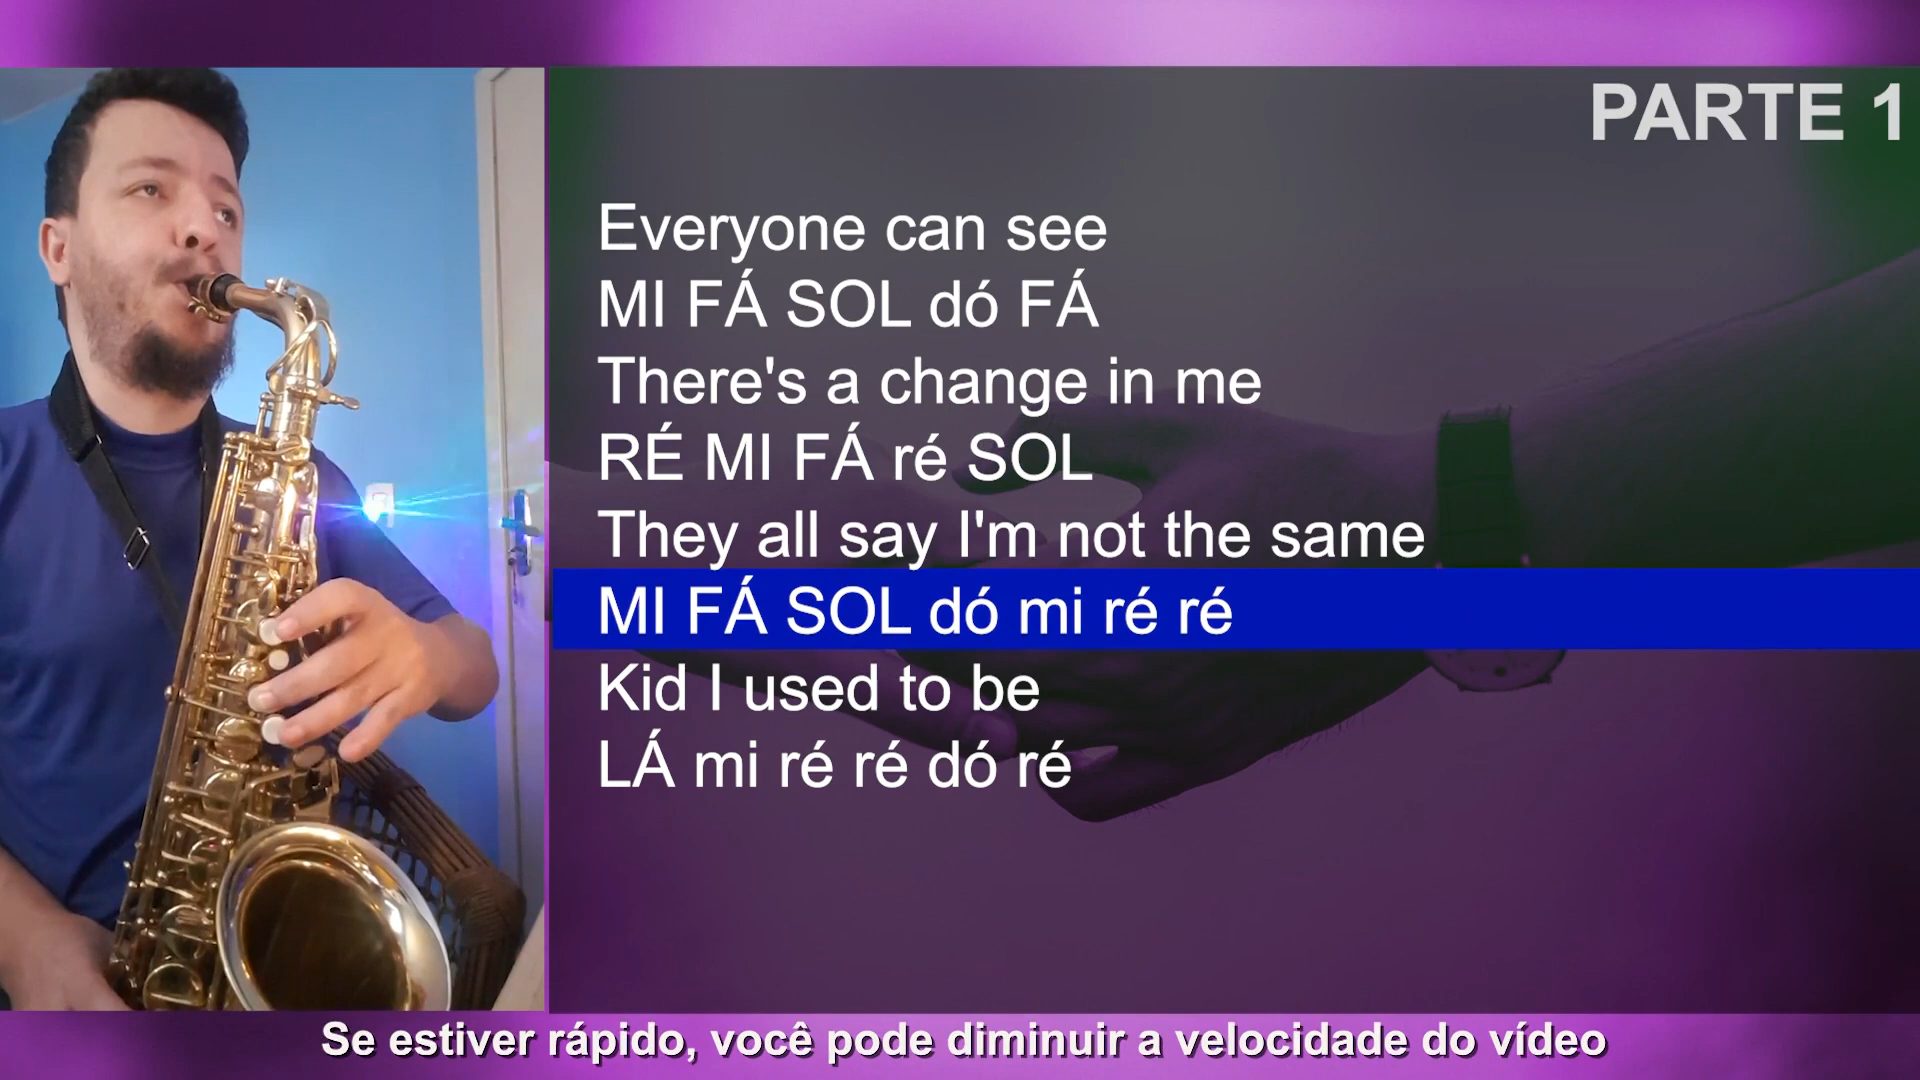 PARTE 1
Everyone can see
MI FÁ SOL dó FÁ
There's a change in me
RÉ MI FÁ ré SOL
They all say I'm not the same
MI FÁ SOL dó mi ré ré
Kid I used to be
LÁ mi ré ré dó ré
Se estiver rápido, você pode diminuir a velocidade do vídeo